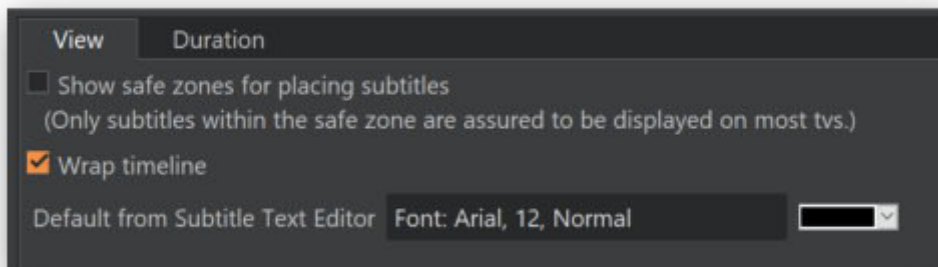 View Duration
Show safe zones for placing subtitles
(Only subtitles within the safe zone are assured to be displayed on most tvs.)
Wrap timeline
Default from Subtitle Text Editor Font: Arial, 12, Normal